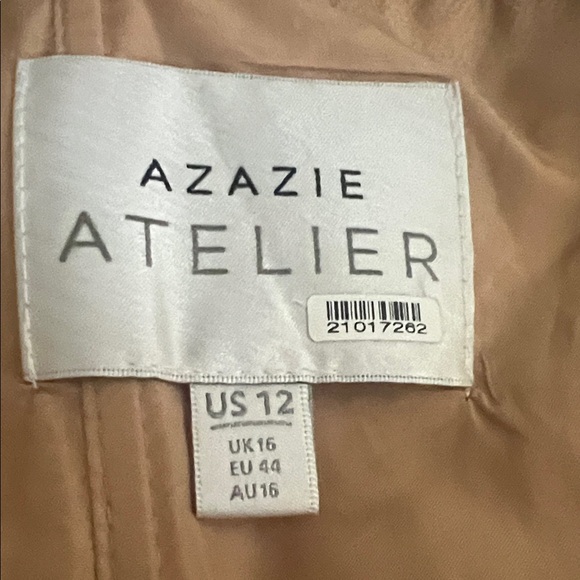 AZAZIE
ATELIER
21017262
US 12
UK16
EU 44
AU16